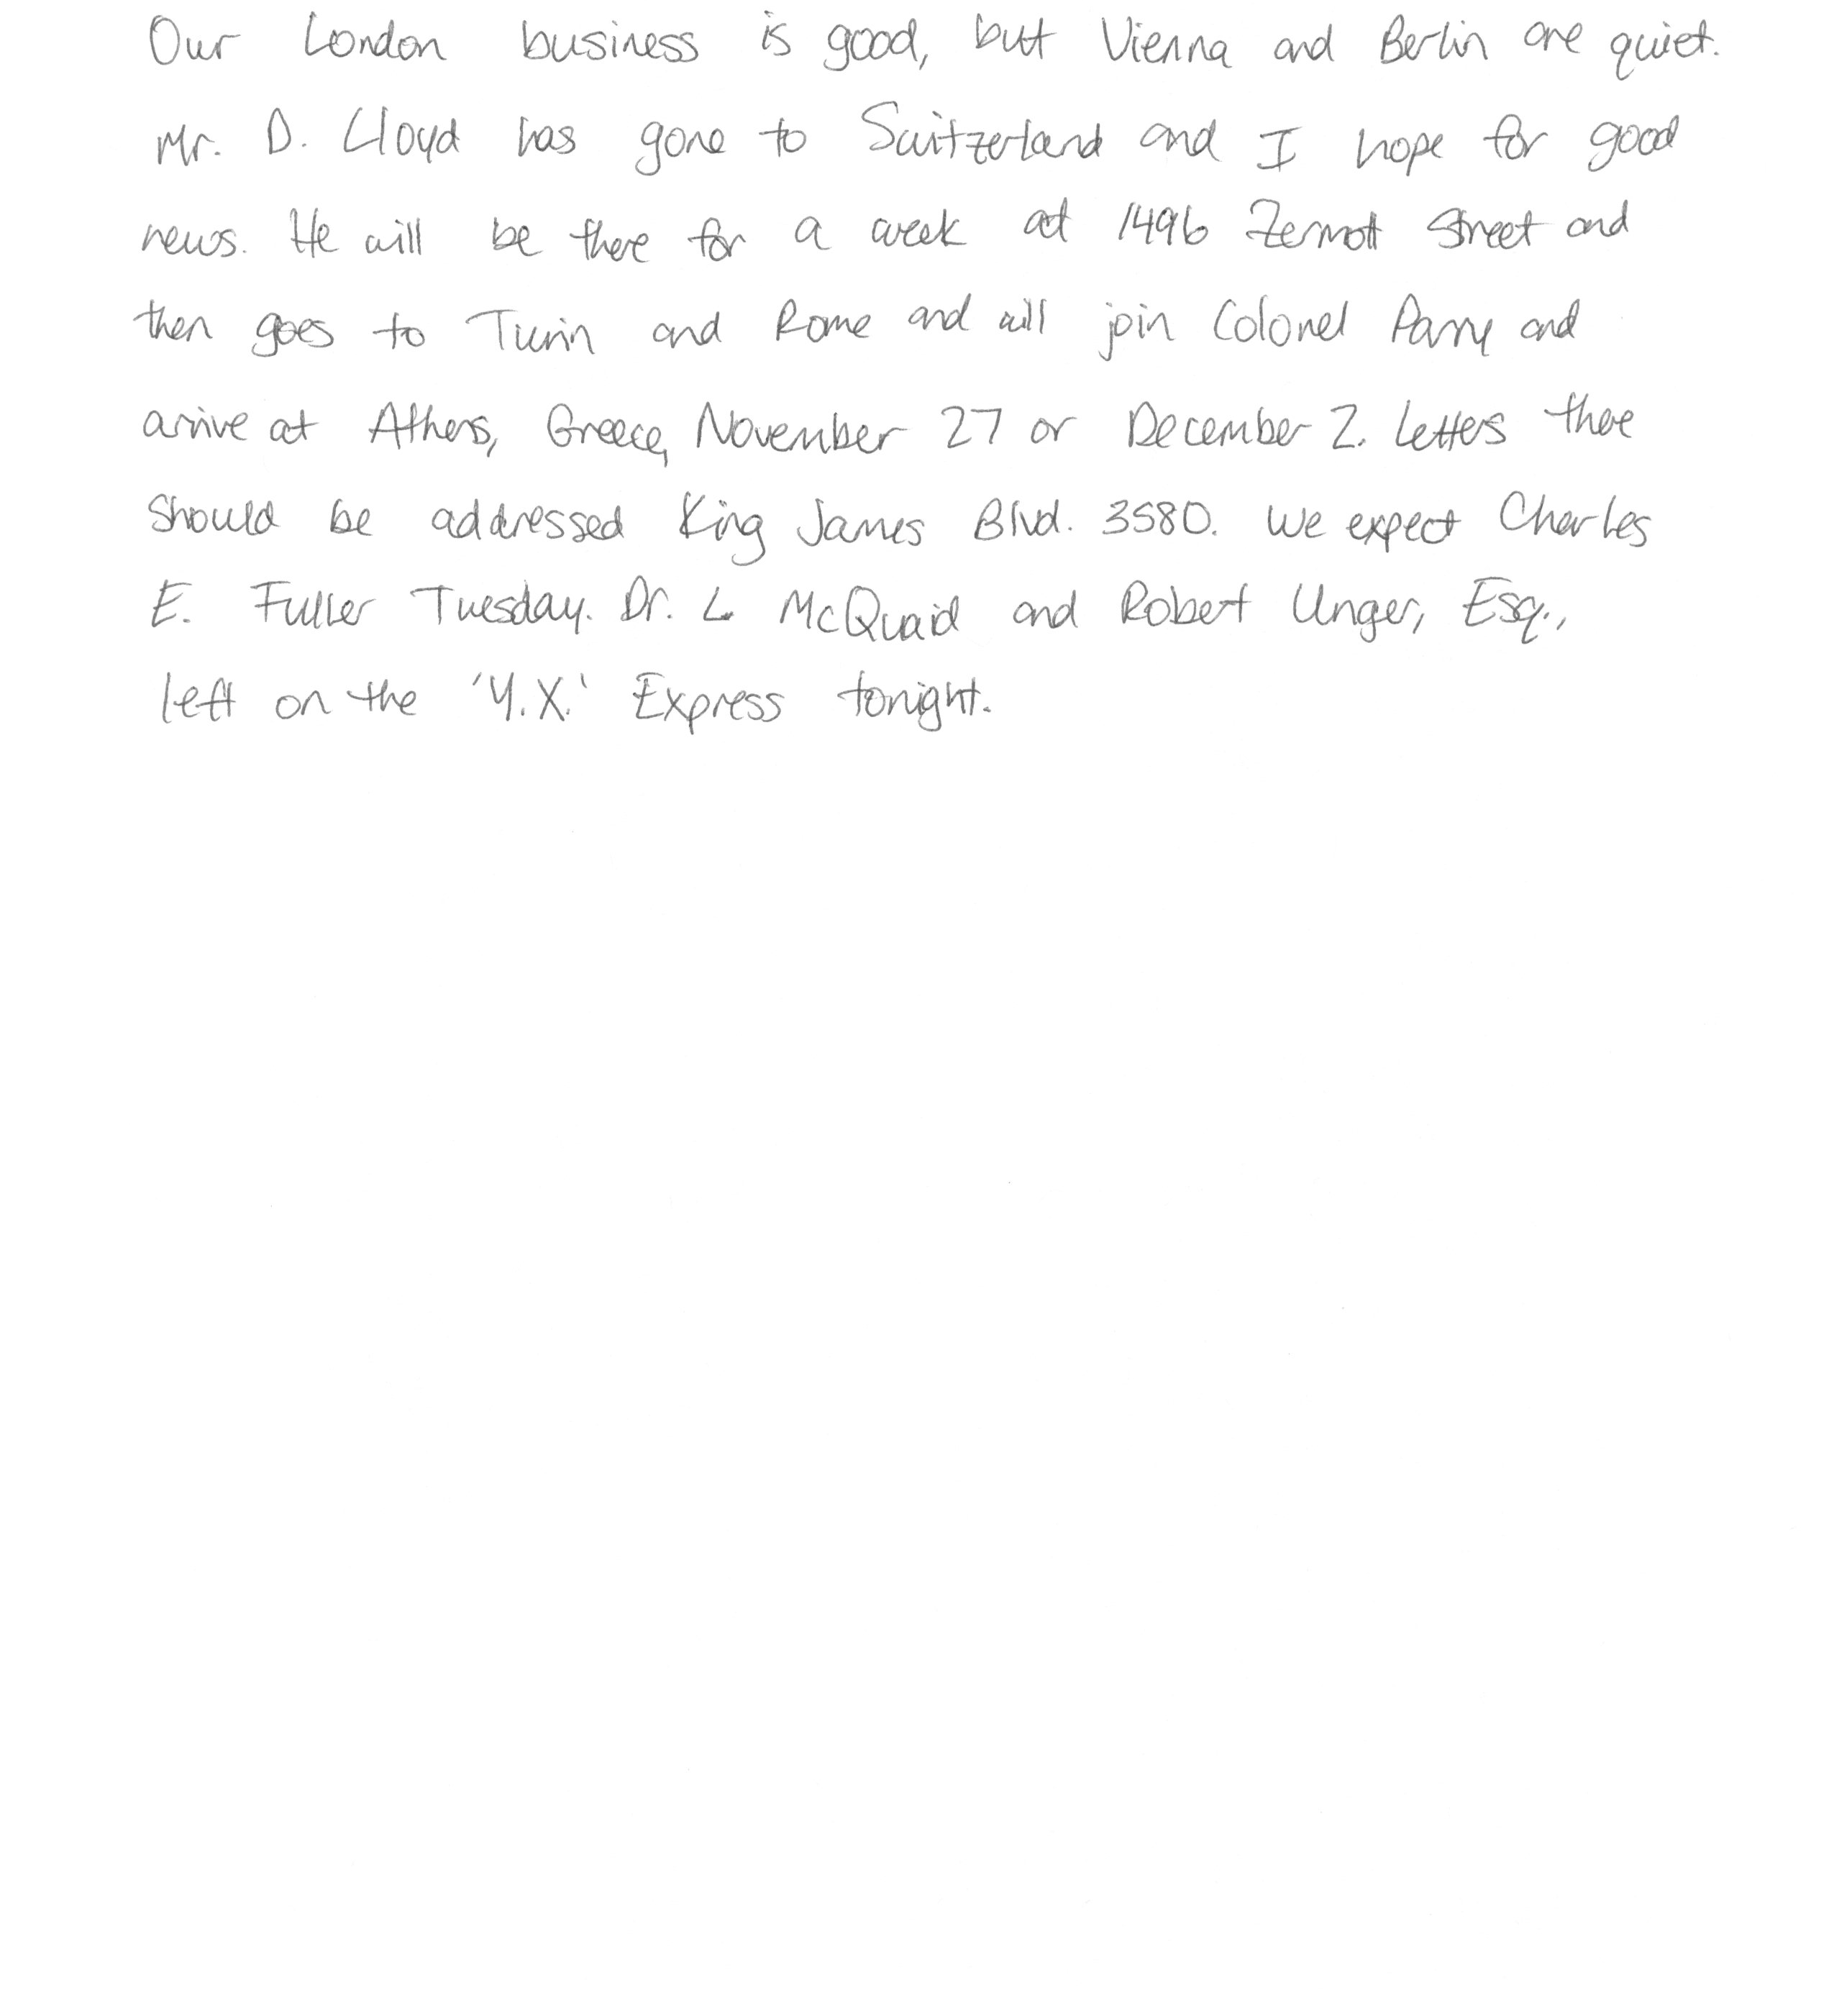 Our London business is good, but Vienna and Berlin are quiet.
Mr. D. Lloyd has gone to Switzerland and I hope for good
news. He will be there for a week at 1496 Zermott Street and
then goes to Turin and Rome and will join Colonel Parry and
arrive at Athens, Greece, November 27 or December 2. Letters there
should be addressed King James Blvd. 3580. We expect Charles
E. Fuller Tuesday. Dr. L McQuaid and Robert Unger, Esq.,
left on the 'Y.X.' Express tonight.